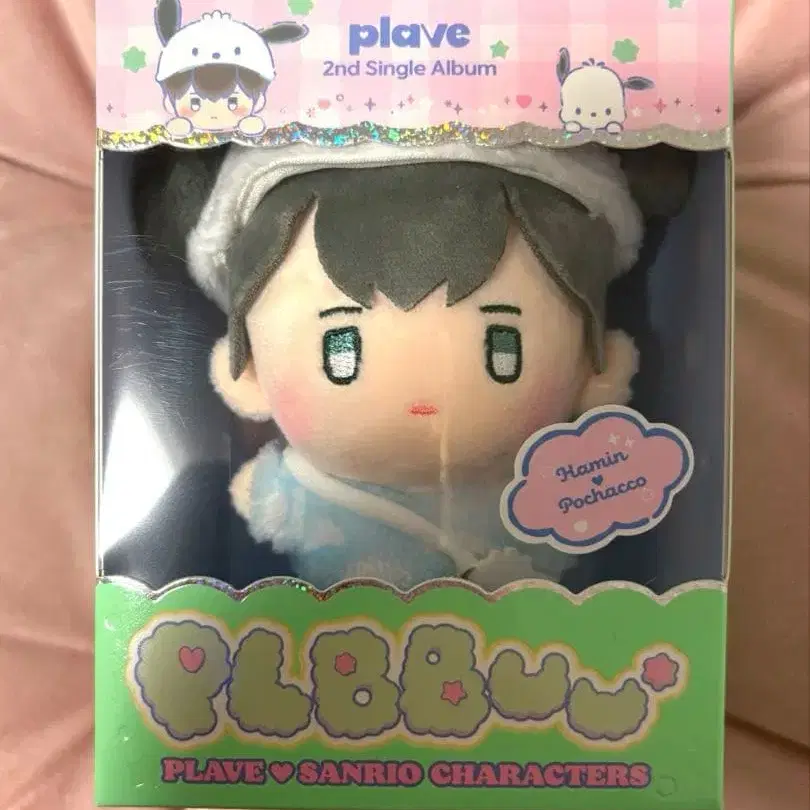 plave
2nd Single Album
Hamin
Pochacco
PLBBUU
PLAVE ♥ SANRIO CHARACTERS